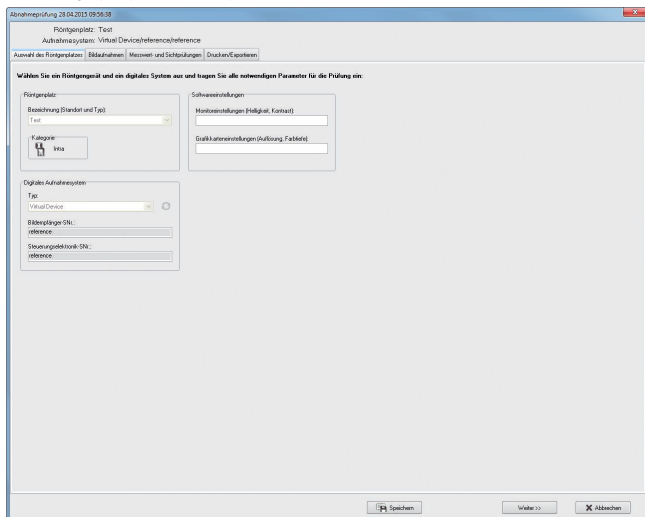 Abnahmeprüfung 28.04.2015 09:56:38
Röntgenplatz: Test
Aufnahmesystem: Virtual Device/reference/reference
Auswahl des Röntgenplatzes Bildaufnahmen Messwert- und Sichtprüfungen Drucken/Exportieren
Wählen Sie ein Röntgengerät und ein digitales System aus und tragen Sie alle notwendigen Parameter für die Prüfung ein:
Röntgenplatz
Bezeichnung (Standort und Typ):
Test
Kategorie
Intra
Softwareeinstellungen
Monitoreinstellungen (Helligkeit, Kontrast):
Grafikkarteneinstellungen (Auflösung, Farbtiefe):
Digitales Aufnahmesystem
Typ:
Virtual Device
Bildempfänger-SNr.:
reference
Steuerungselektronik-SNr.:
reference
Speichern Weiter >> Abbrechen